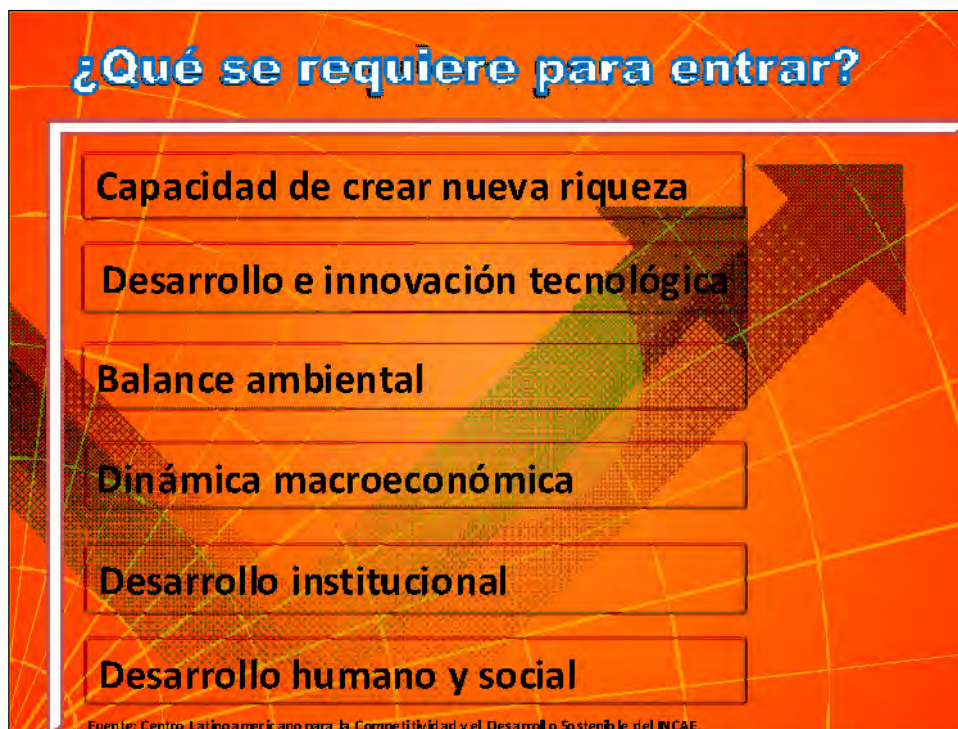 ¿Qué se requiere para entrar?
Capacidad de crear nueva riqueza
Desarrollo e innovación tecnológica
Balance ambiental
Dinámica macroeconómica
Desarrollo institucional
Desarrollo humano y social
Fuente: Centro Latinoamericano para la Competitividad y el Desarrollo Sostenible del INCAE